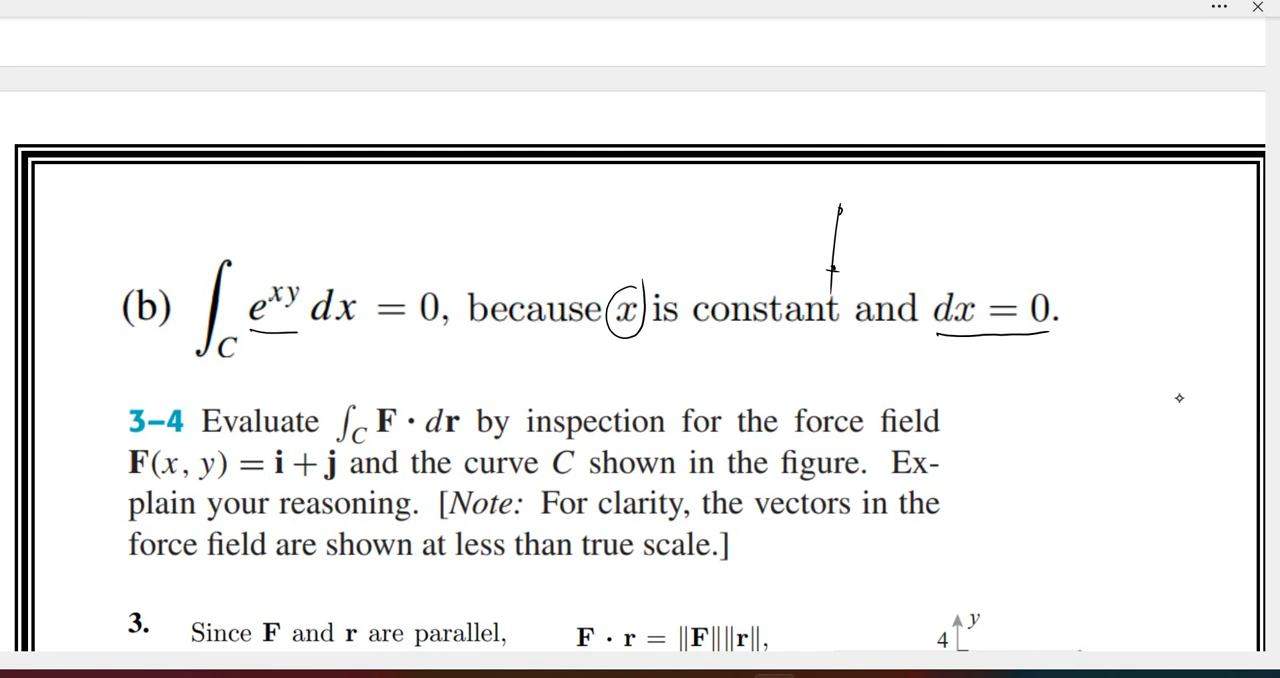 (b) ∫_C e^{xy} dx = 0, because x is constant and dx = 0.
3–4 Evaluate ∫_C F · dr by inspection for the force field
F(x, y) = i + j and the curve C shown in the figure. Ex-
plain your reasoning. [Note: For clarity, the vectors in the
force field are shown at less than true scale.]
3. Since F and r are parallel, F · r = ||F|| ||r||,
y
4